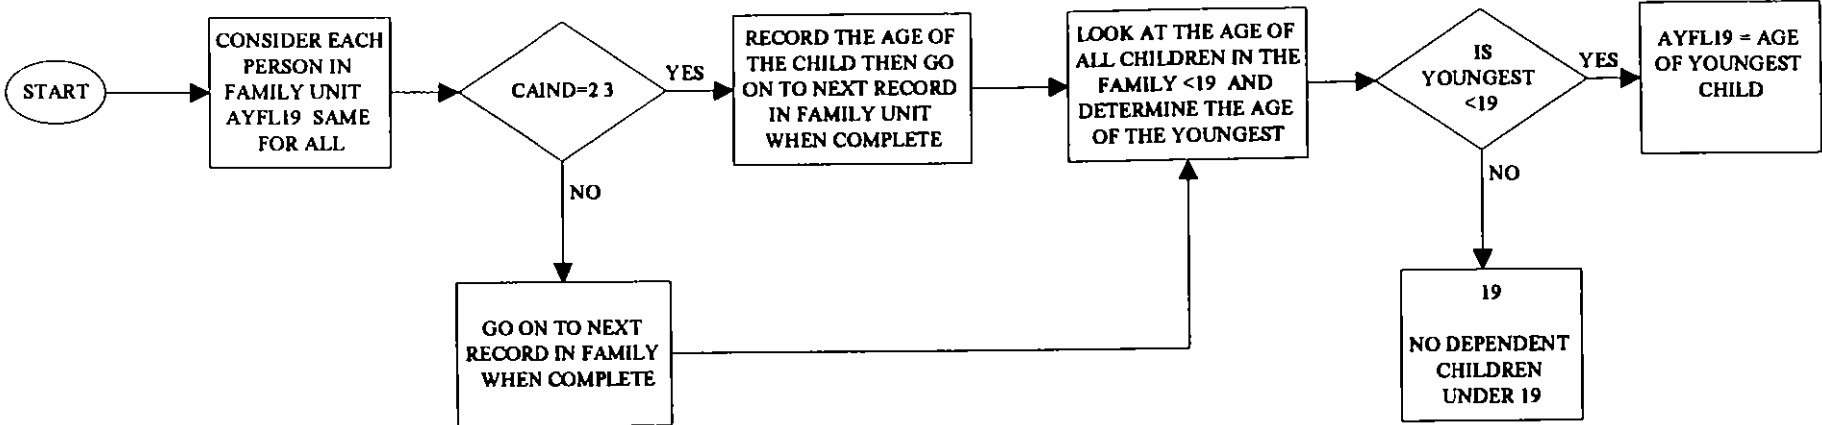 START
CONSIDER EACH
PERSON IN
FAMILY UNIT
AYFL19 SAME
FOR ALL
CAIND=2 3
YES
NO
RECORD THE AGE OF
THE CHILD THEN GO
ON TO NEXT RECORD
IN FAMILY UNIT
WHEN COMPLETE
GO ON TO NEXT
RECORD IN FAMILY
WHEN COMPLETE
LOOK AT THE AGE OF
ALL CHILDREN IN THE
FAMILY <19 AND
DETERMINE THE AGE
OF THE YOUNGEST
IS
YOUNGEST
<19
YES
NO
AYFL19 = AGE
OF YOUNGEST
CHILD
19
NO DEPENDENT
CHILDREN
UNDER 19